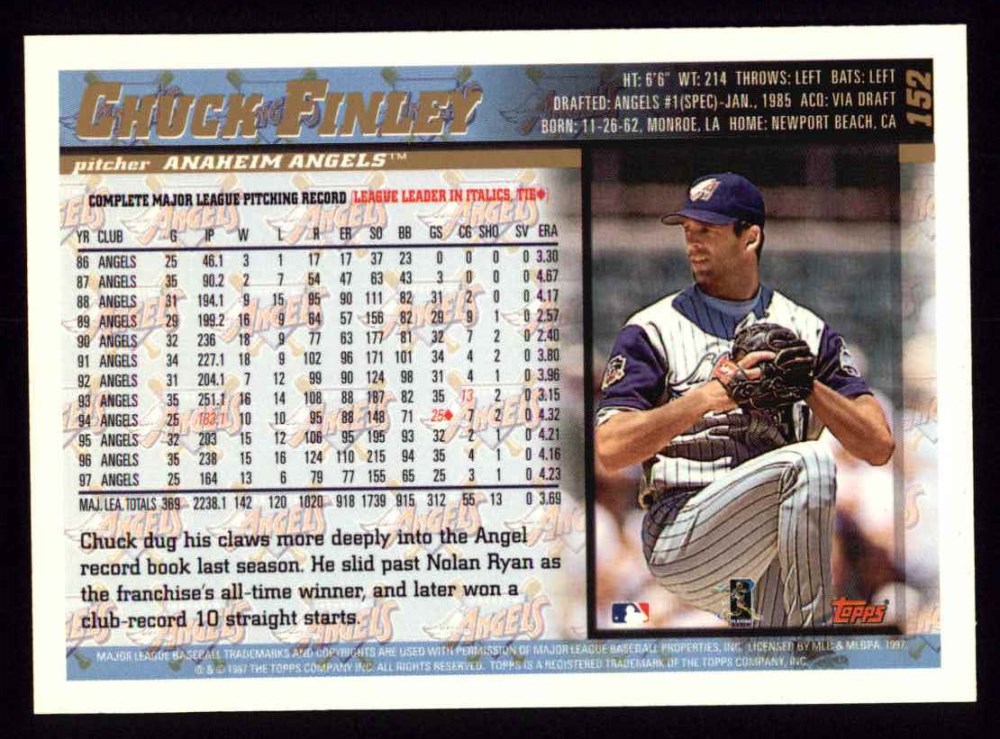 CHUCK FINLEY
HT: 6'6" WT: 214 THROWS: LEFT BATS: LEFT
DRAFTED: ANGELS #1(SPEC)-JAN., 1985 ACQ: VIA DRAFT
BORN: 11-26-62, MONROE, LA HOME: NEWPORT BEACH, CA
152
pitcher ANAHEIM ANGELS™
COMPLETE MAJOR LEAGUE PITCHING RECORD (LEAGUE LEADER IN ITALICS, TIE♦)
YR CLUB G IP W L R ER SO BB GS CG SHO SV ERA
86 ANGELS 25 46.1 3 1 17 17 37 23 0 0 0 0 3.30
87 ANGELS 35 90.2 2 7 54 47 63 43 3 0 0 0 4.67
88 ANGELS 31 194.1 9 15 95 90 111 82 31 2 0 0 4.17
89 ANGELS 29 199.2 16 9 64 57 156 82 29 9 1 0 2.57
90 ANGELS 32 236 18 9 77 63 177 81 32 7 2 0 2.40
91 ANGELS 34 227.1 18 9 102 96 171 101 34 4 2 0 3.80
92 ANGELS 31 204.1 7 12 99 90 124 98 31 4 1 0 3.96
93 ANGELS 35 251.1 16 14 108 88 187 82 35 13 2 0 3.15
94 ANGELS 25 183.1 10 10 95 88 148 71 25♦ 7 2 0 4.32
95 ANGELS 32 203 15 12 106 95 195 93 32 2 1 0 4.21
96 ANGELS 35 238 15 16 124 110 215 94 35 4 1 0 4.16
97 ANGELS 25 164 13 6 79 77 155 65 25 3 1 0 4.23
MAJ. LEA. TOTALS 369 2238.1 142 120 1020 918 1739 915 312 55 13 0 3.69
Chuck dug his claws more deeply into the Angel
record book last season. He slid past Nolan Ryan as
the franchise's all-time winner, and later won a
club-record 10 straight starts.
TOPPS
MAJOR LEAGUE BASEBALL TRADEMARKS AND COPYRIGHTS ARE USED WITH PERMISSION OF MAJOR LEAGUE BASEBALL PROPERTIES, INC. LICENSED BY MLB & MLBPA, 1997
® & © 1997 THE TOPPS COMPANY, INC. ALL RIGHTS RESERVED. TOPPS IS A REGISTERED TRADEMARK OF THE TOPPS COMPANY, INC.